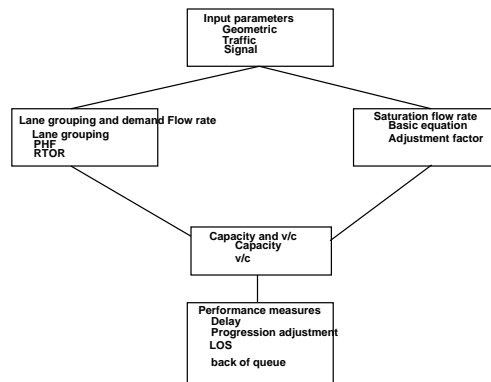 Input parameters
Geometric
Traffic
Signal
Lane grouping and demand Flow rate
Lane grouping
PHF
RTOR
Saturation flow rate
Basic equation
Adjustment factor
Capacity and v/c
Capacity
v/c
Performance measures
Delay
Progression adjustment
LOS
back of queue